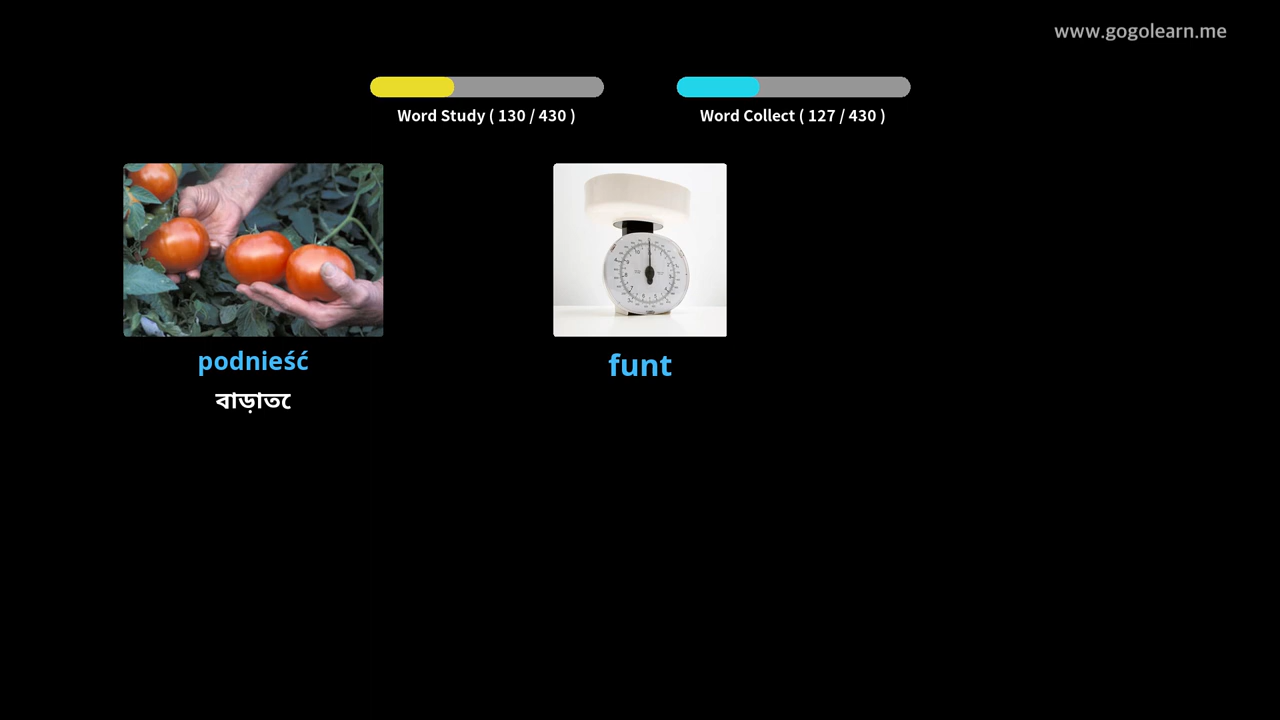 www.gogolearn.me
Word Study ( 130 / 430 )
Word Collect ( 127 / 430 )
podnieść
funt
বাড়াতে